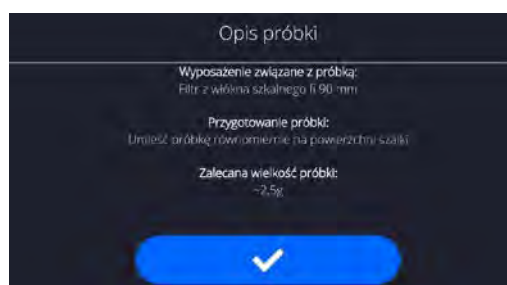 Opis próbki
Wyposażenie związane z próbką:
Filtr z włókna szkalnego fi 90 mm
Przygotowanie próbki:
Umieść próbkę równomiernie na powierzchni szalki
Zalecana wielkość próbki:
~2,5g